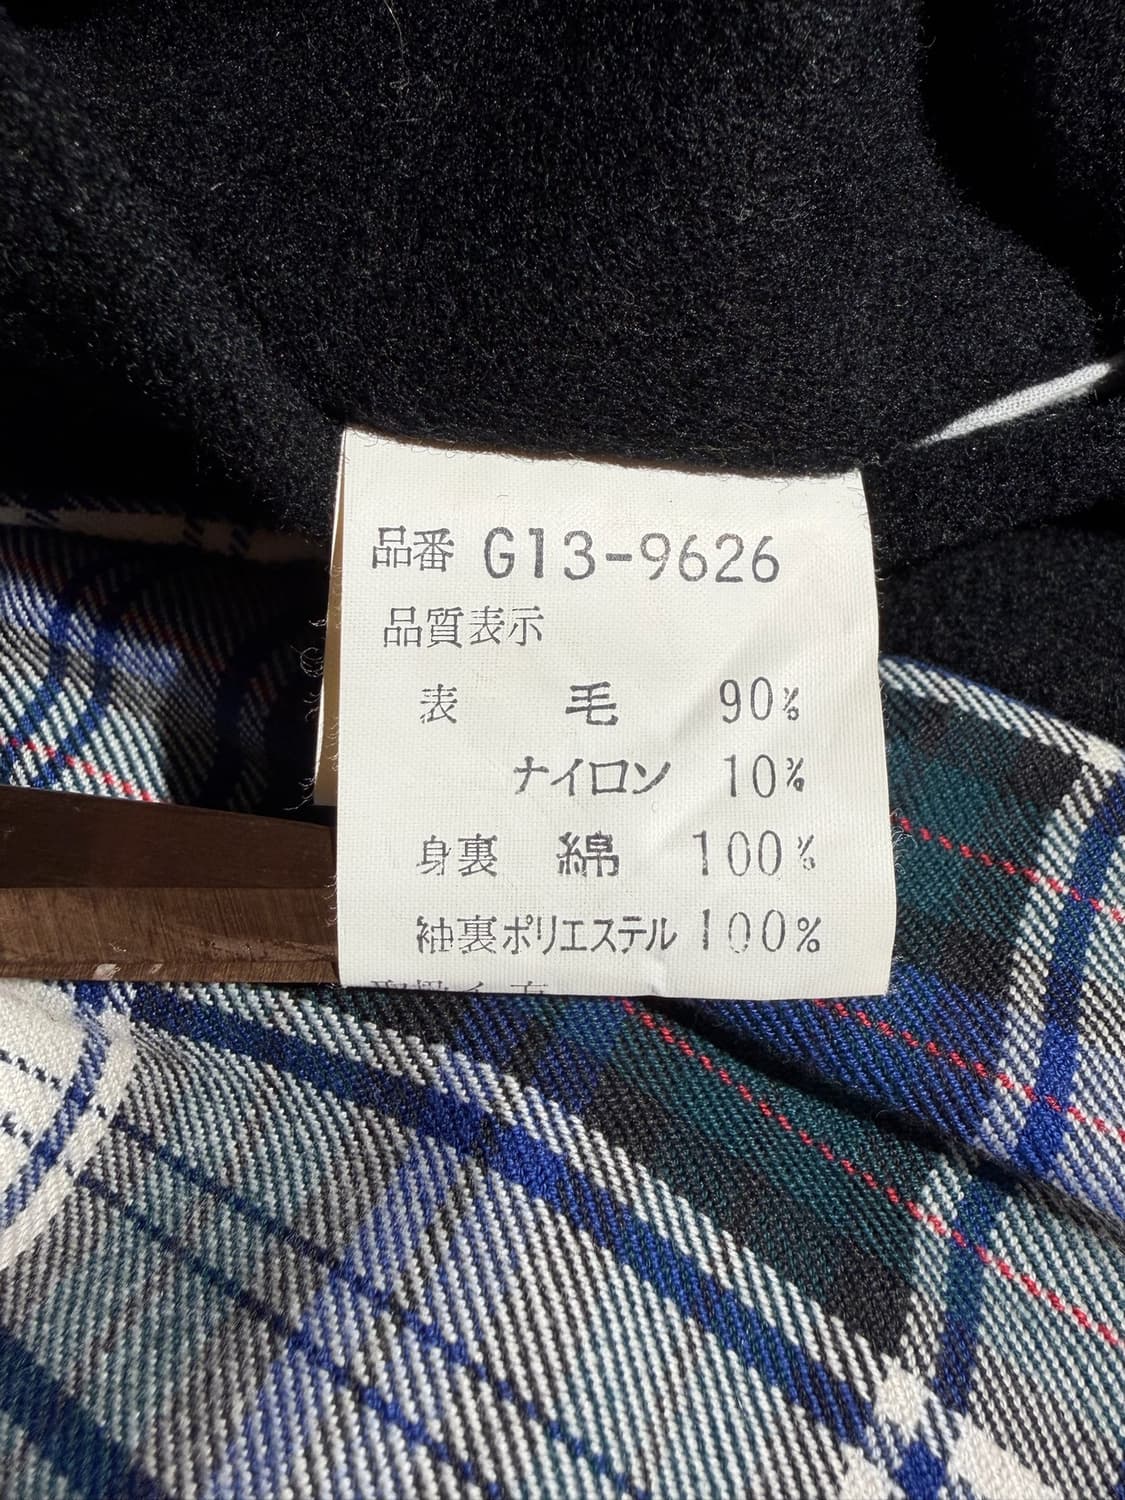 品番 G13-9626
品質表示
表 毛 90%
ナイロン 10%
身裏 綿 100%
袖裏ポリエステル 100%